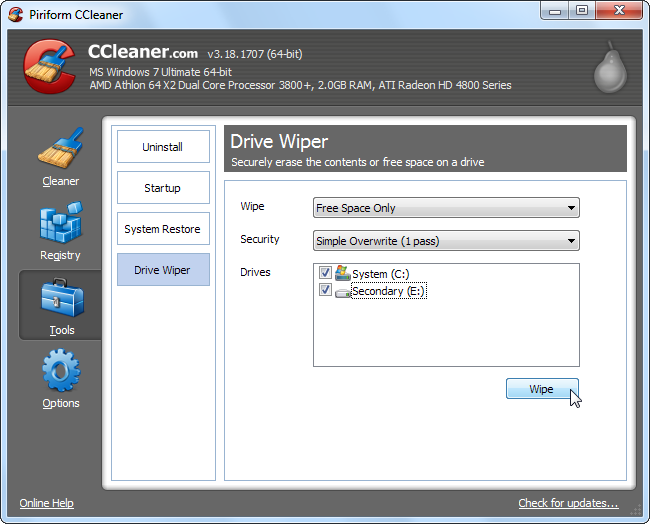 Piriform CCleaner
CCleaner.com v3.18.1707 (64-bit)
MS Windows 7 Ultimate 64-bit
AMD Athlon 64 X2 Dual Core Processor 3800+, 2.0GB RAM, ATI Radeon HD 4800 Series
Cleaner
Registry
Tools
Options
Uninstall
Startup
System Restore
Drive Wiper
Drive Wiper
Securely erase the contents or free space on a drive
Wipe
Free Space Only
Security
Simple Overwrite (1 pass)
Drives
System (C:)
Secondary (E:)
Wipe
Online Help
Check for updates...